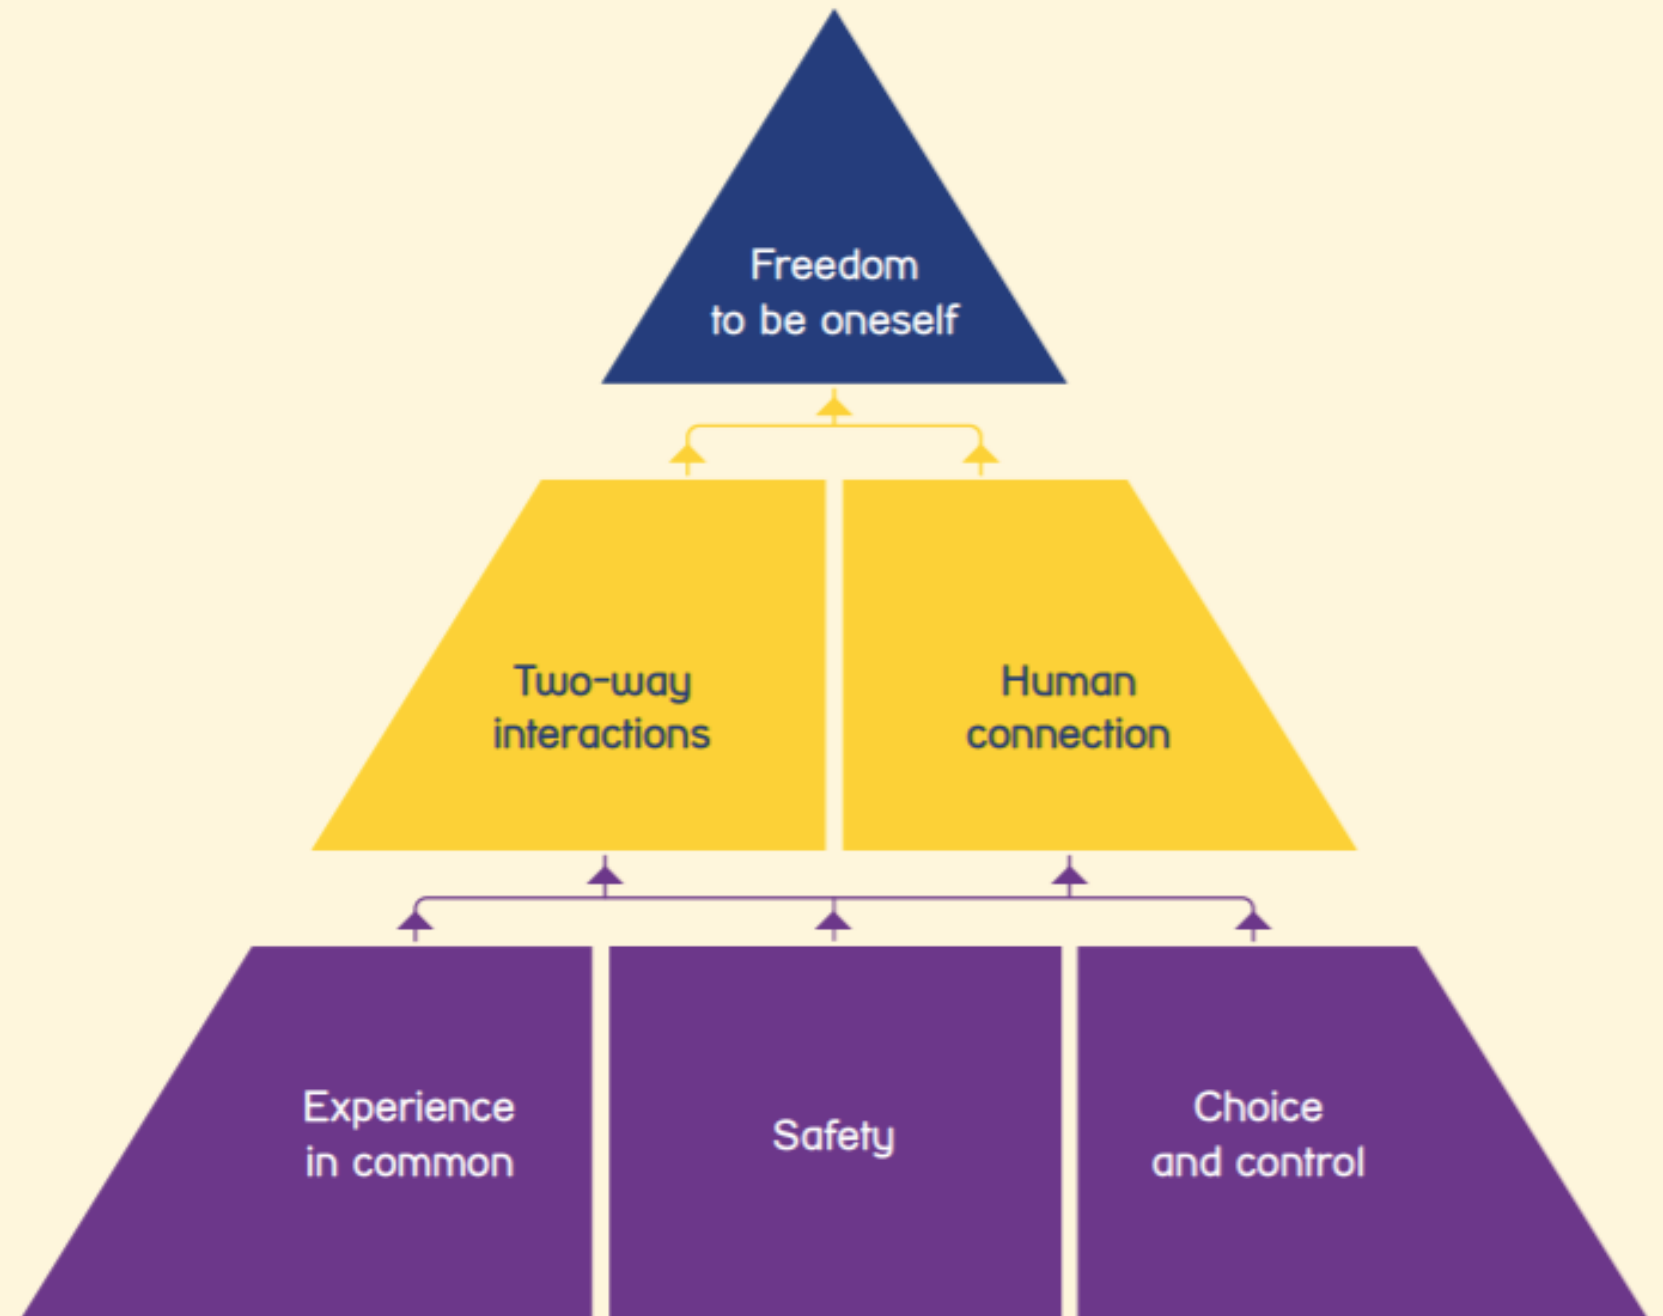 Freedom
to be oneself
Two-way
interactions
Human
connection
Experience
in common
Safety
Choice
and control